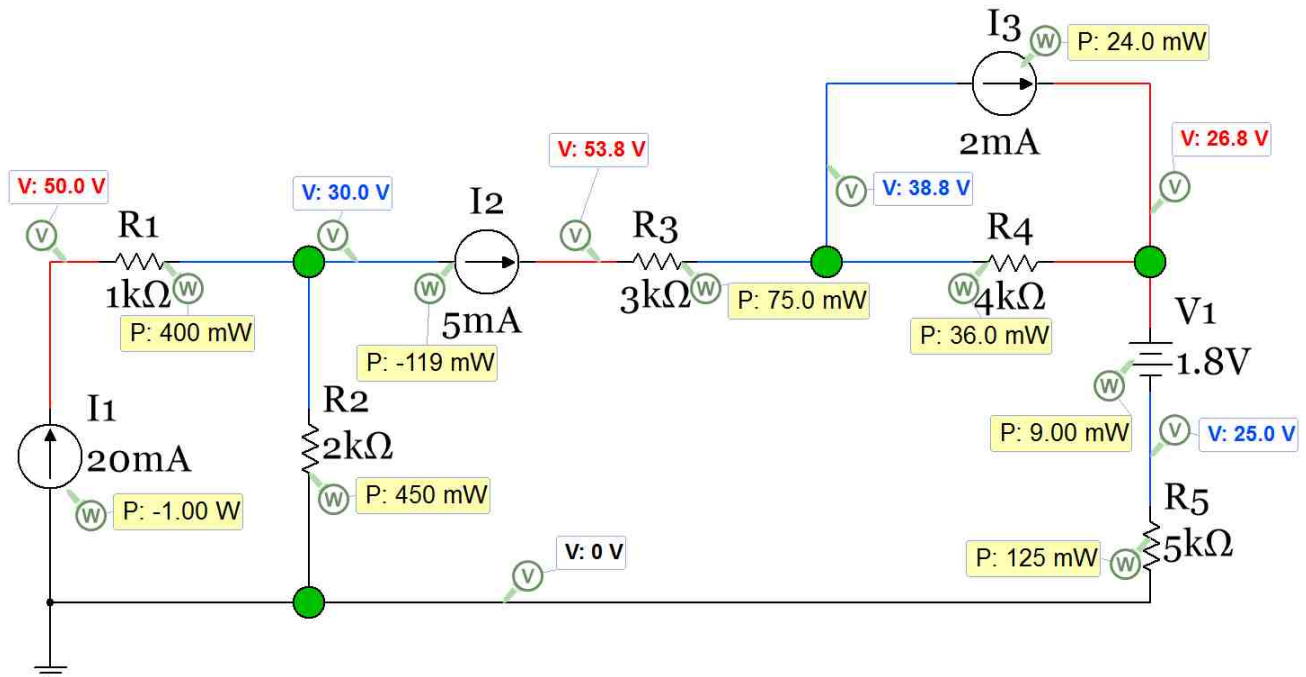 I3
W
P: 24.0 mW
2mA
V: 26.8 V
V
V: 53.8 V
V: 50.0 V
V: 30.0 V
V: 38.8 V
V
V
V
V
I2
R1
R3
R4
1kΩ
W
5mA
W
3kΩ
W
4kΩ
W
P: 400 mW
P: -119 mW
P: 75.0 mW
P: 36.0 mW
V1
1.8V
W
P: 9.00 mW
V
V: 25.0 V
I1
20mA
W
P: -1.00 W
R2
2kΩ
W
P: 450 mW
R5
5kΩ
W
P: 125 mW
V: 0 V
V